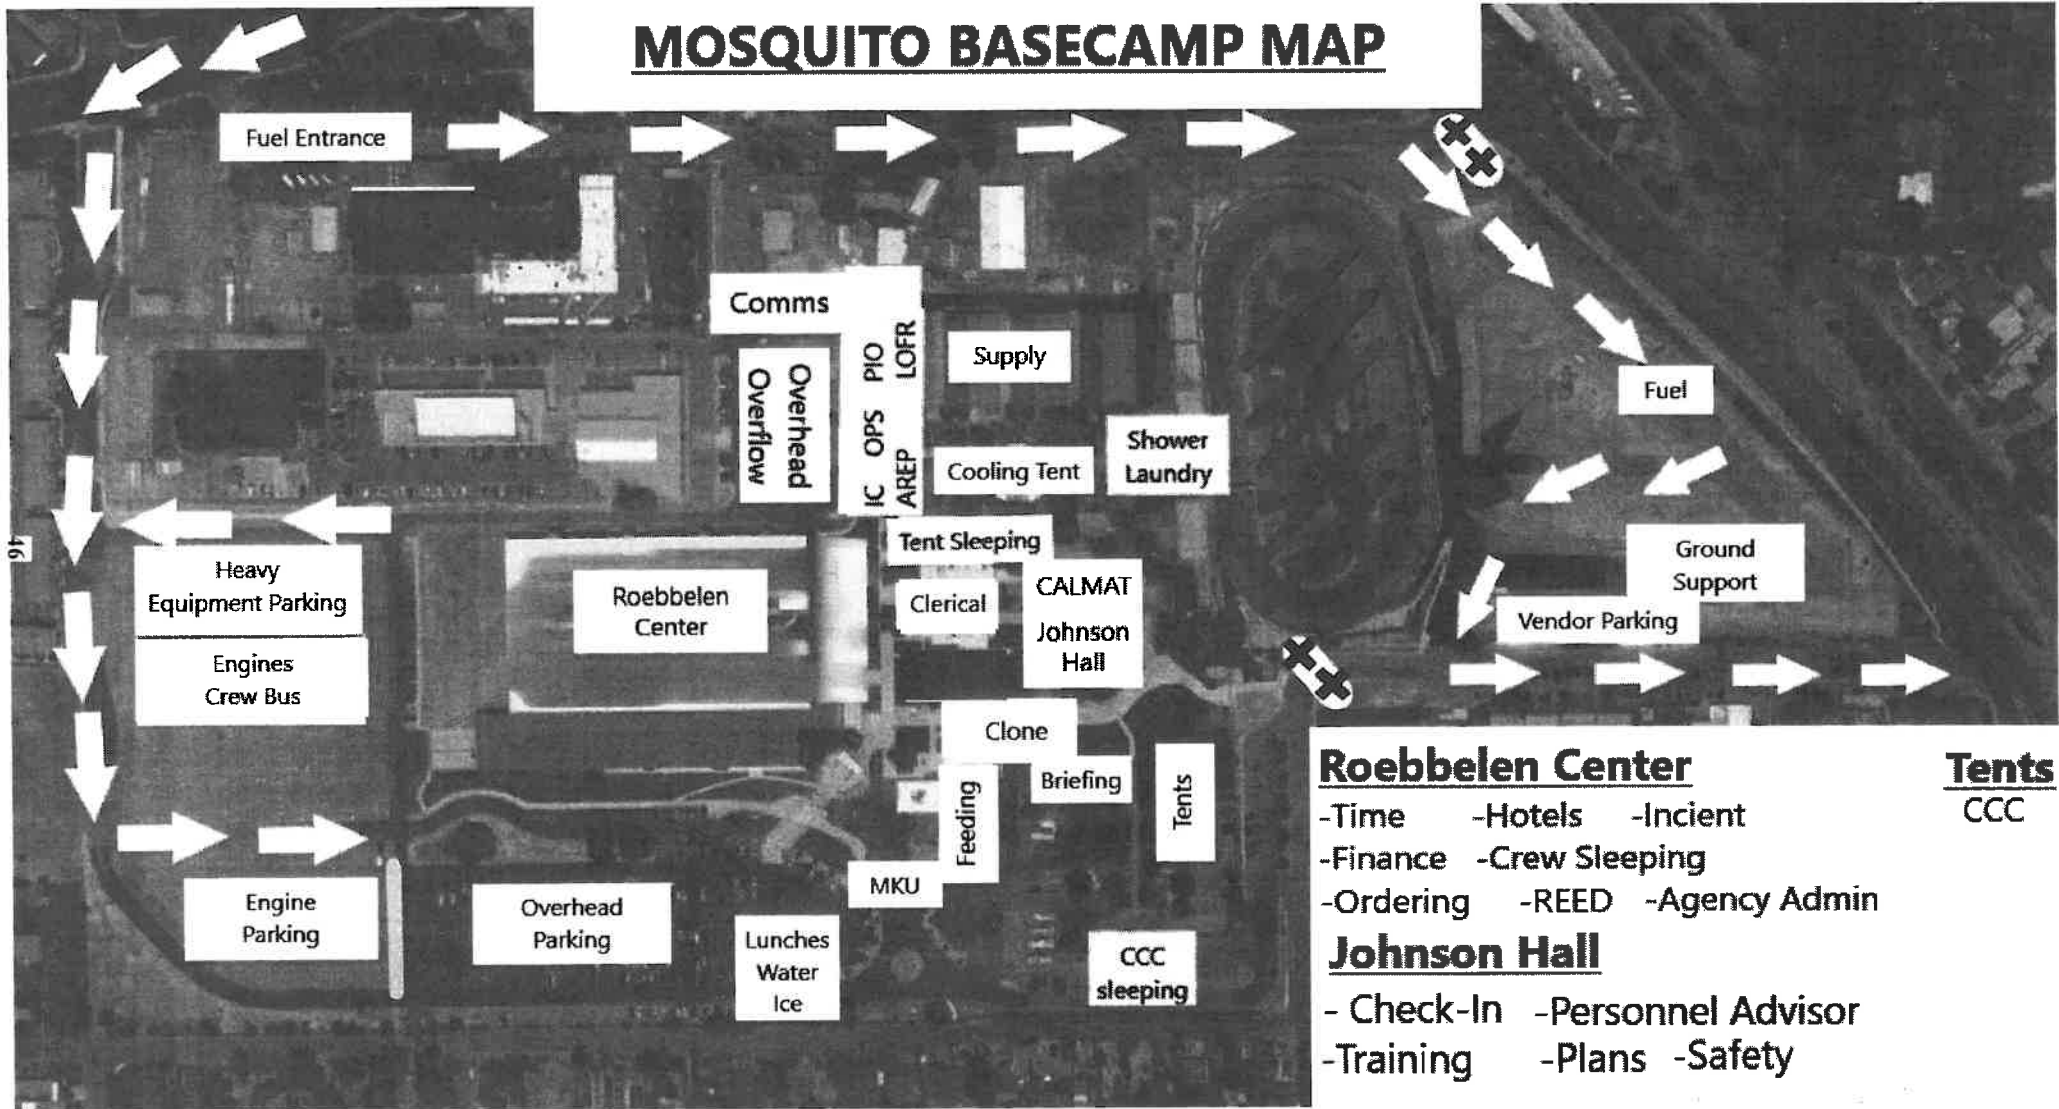 MOSQUITO BASECAMP MAP
Fuel Entrance
Comms
PIO
LOFR
IC OPS
AREP
Overhead
Overflow
Supply
Fuel
Shower
Laundry
Cooling Tent
46
Tent Sleeping
Heavy
Equipment Parking
Engines
Crew Bus
Roebbelen
Center
Clerical
CALMAT
Johnson
Hall
Ground
Support
Vendor Parking
Clone
Briefing
Feeding
Tents
MKU
Engine
Parking
Overhead
Parking
Lunches
Water
Ice
CCC
sleeping
Roebbelen Center
-Time -Hotels -Incient
-Finance -Crew Sleeping
-Ordering -REED -Agency Admin
Tents
CCC
Johnson Hall
- Check-In -Personnel Advisor
-Training -Plans -Safety